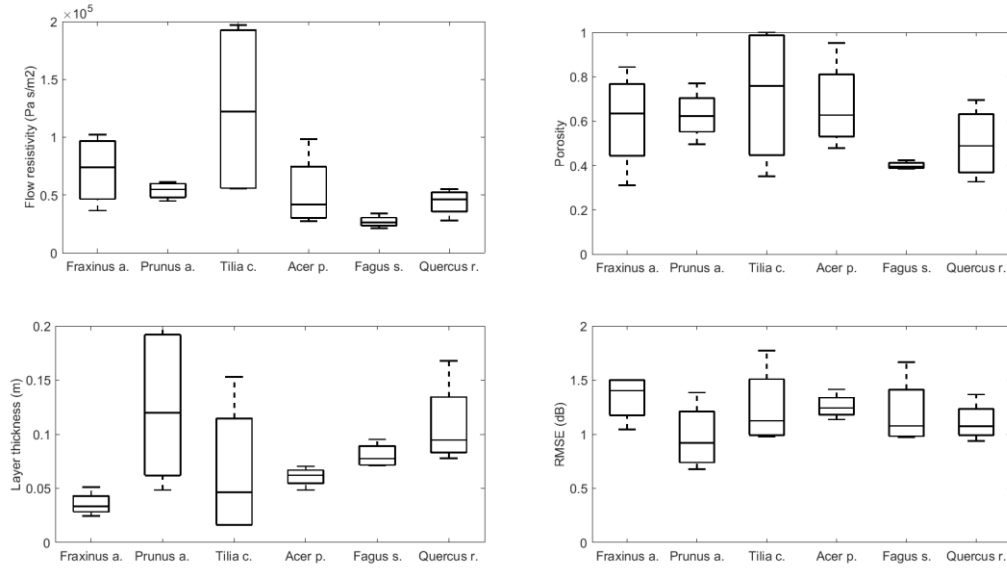 × 10⁵
2
1.5
1
0.5
0
Flow resistivity (Pa s/m2)
Fraxinus a. Prunus a. Tilia c. Acer p. Fagus s. Quercus r.
1
0.8
0.6
0.4
0.2
0
Porosity
Fraxinus a. Prunus a. Tilia c. Acer p. Fagus s. Quercus r.
0.2
0.15
0.1
0.05
0
Layer thickness (m)
Fraxinus a. Prunus a. Tilia c. Acer p. Fagus s. Quercus r.
2
1.5
1
0.5
0
RMSE (dB)
Fraxinus a. Prunus a. Tilia c. Acer p. Fagus s. Quercus r.